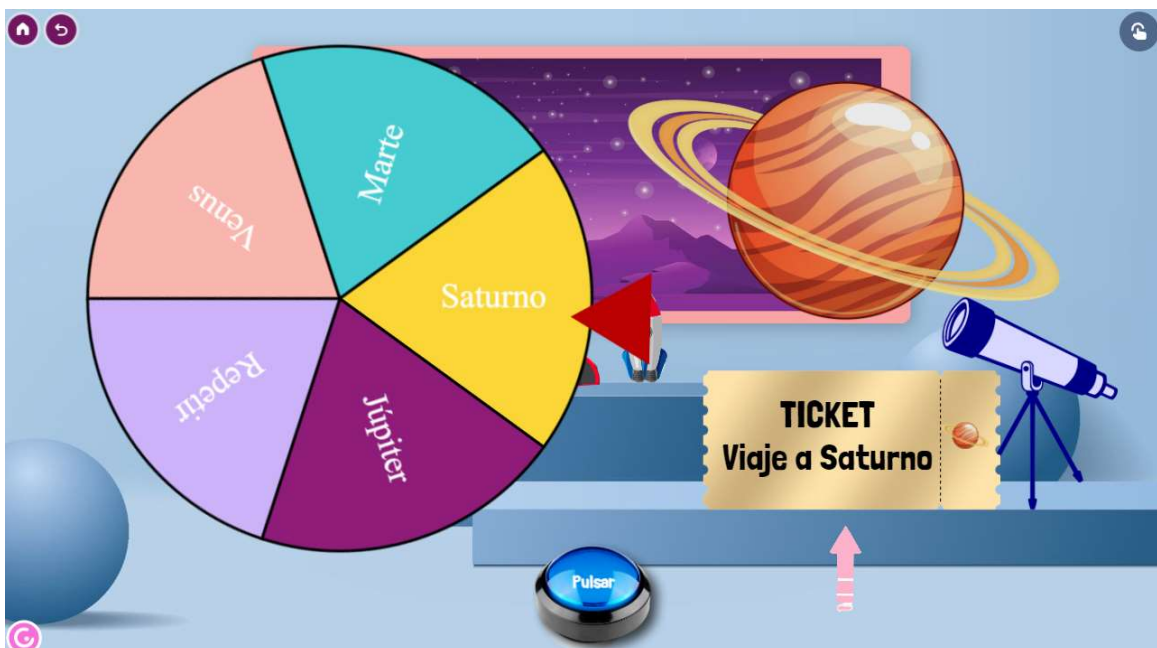 Marte
Venus
Saturno
Repetir
Júpiter
TICKET
Viaje a Saturno
Pulsar